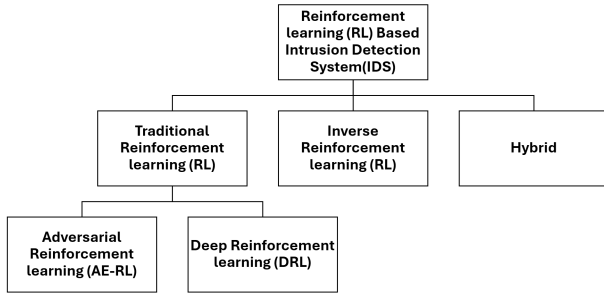 Reinforcement
learning (RL) Based
Intrusion Detection
System(IDS)
Traditional
Reinforcement
learning (RL)
Inverse
Reinforcement
learning (RL)
Hybrid
Adversarial
Reinforcement
learning (AE-RL)
Deep Reinforcement
learning (DRL)